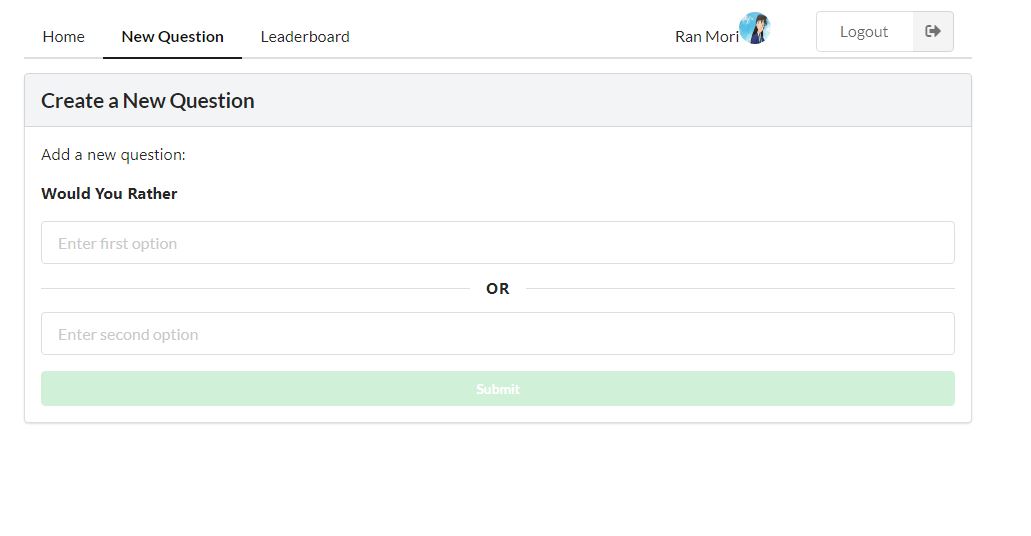 Home New Question Leaderboard Ran Mori Logout
Create a New Question
Add a new question:
Would You Rather
Enter first option
OR
Enter second option
Submit